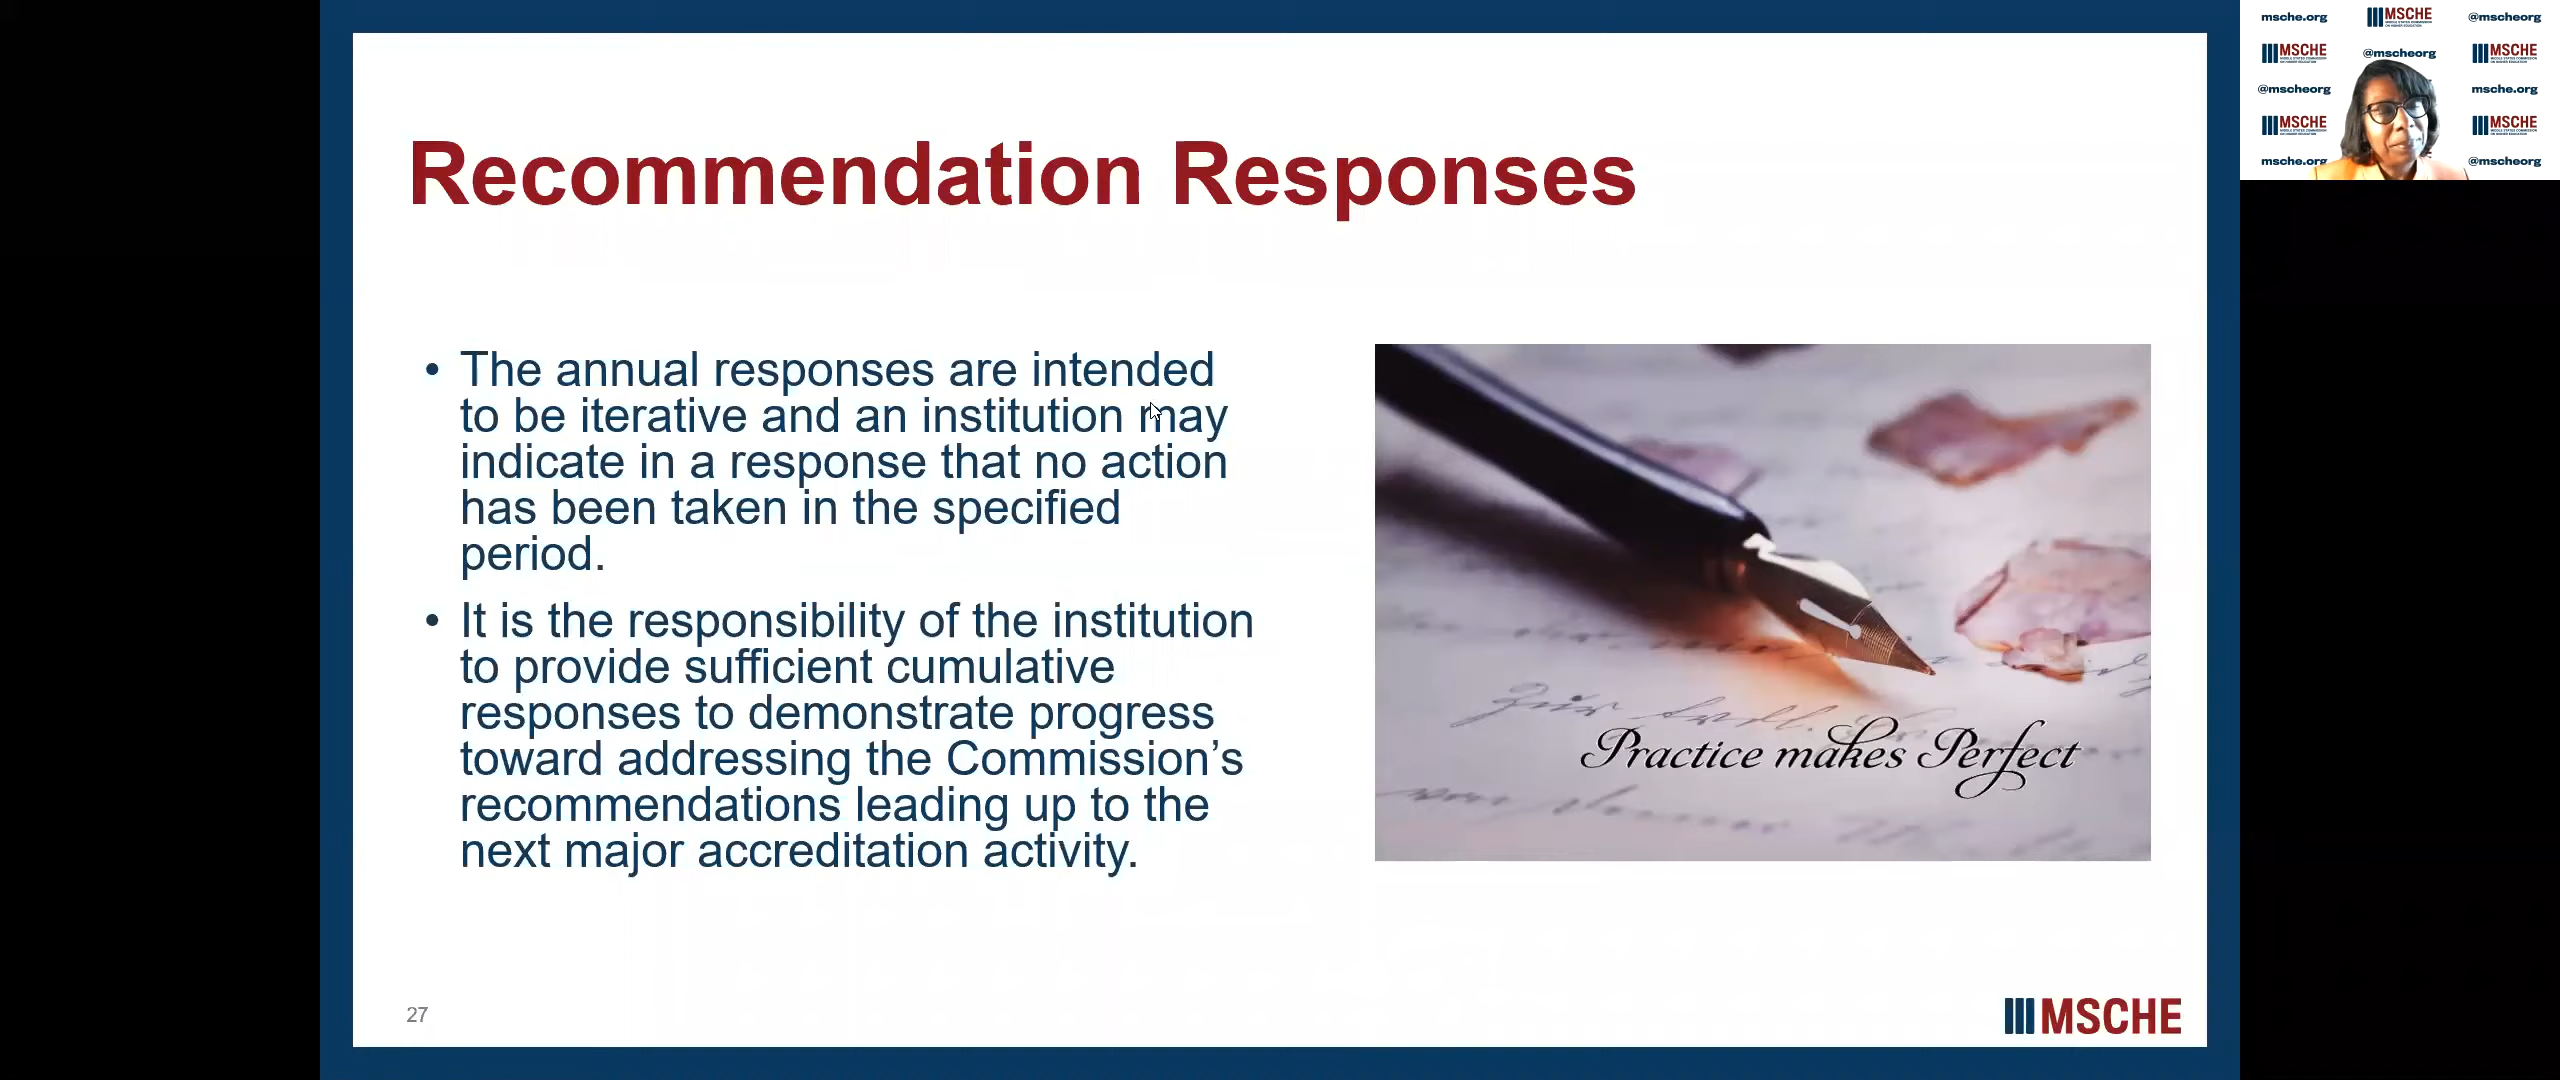 Recommendation Responses
• The annual responses are intended
to be iterative and an institution may
indicate in a response that no action
has been taken in the specified
period.
• It is the responsibility of the institution
to provide sufficient cumulative
responses to demonstrate progress
toward addressing the Commission’s
recommendations leading up to the
next major accreditation activity.
Practice makes Perfect
27
MSCHE
msche.org MSCHE @mscheorg
MSCHE @mscheorg MSCHE
@mscheorg msche.org
MSCHE MSCHE
msche.org @mscheorg